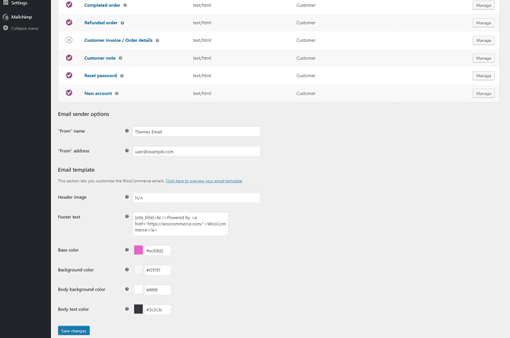 Settings
Mailchimp
Collapse menu
Completed order text/html Customer Manage
Refunded order text/html Customer Manage
Customer invoice / Order details text/html Customer Manage
Customer note text/html Customer Manage
Reset password text/html Customer Manage
New account text/html Customer Manage
Email sender options
"From" name Themes Email
"From" address user@example.com
Email template
This section lets you customize the WooCommerce emails. Click here to preview your email template.
Header image N/A
Footer text {site_title}<br />Powered by <a
href="https://woocommerce.com/">WooCom
merce</a>
Base color
Background color #f7f7f7
Body background color #ffffff
Body text color #3c3c3c
Save changes